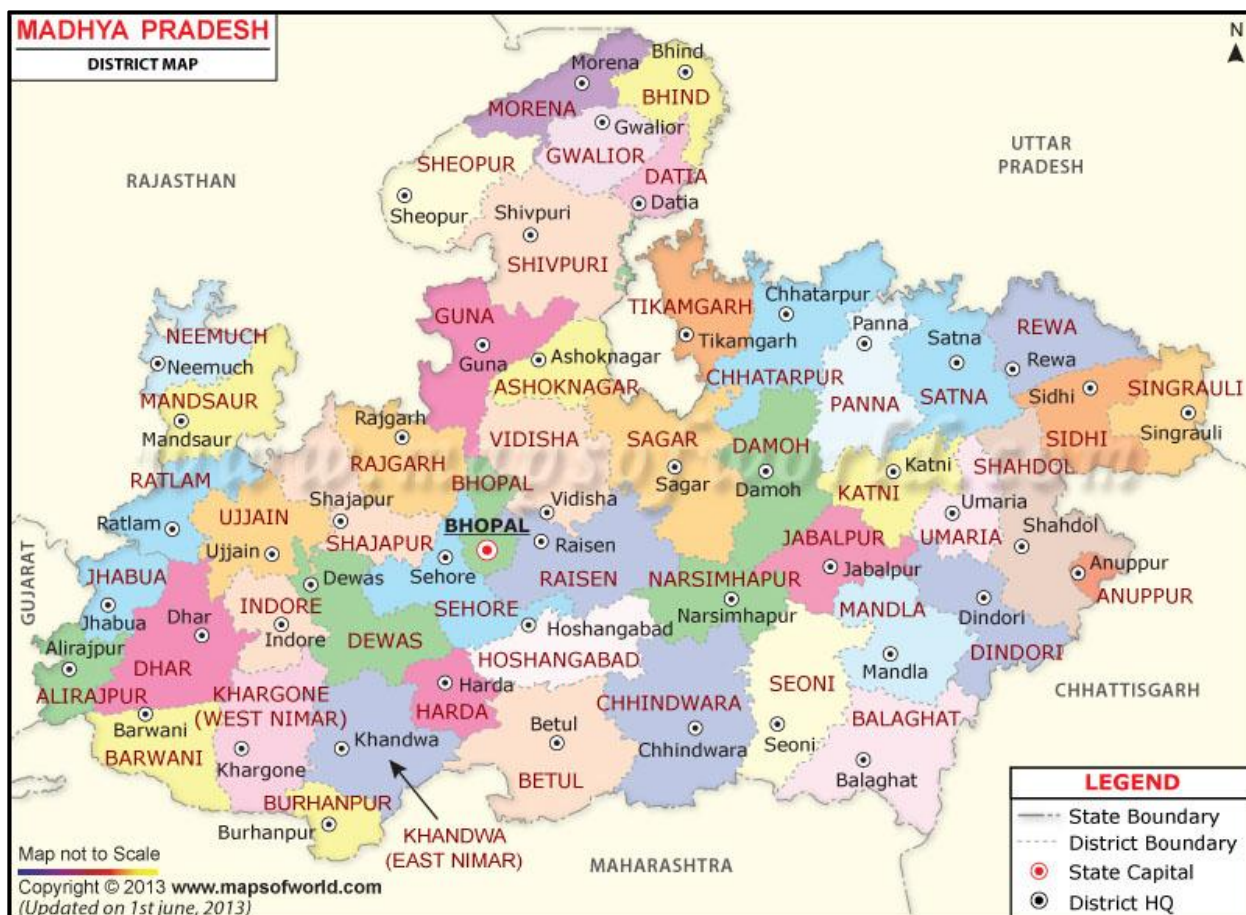 MADHYA PRADESH
DISTRICT MAP
N
Morena
Bhind
MORENA
BHIND
Gwalior
GWALIOR
SHEOPUR
UTTAR
PRADESH
RAJASTHAN
DATIA
Sheopur
Datia
Shivpuri
SHIVPURI
GUNA
TIKAMGARH
Chhatarpur
Panna
Satna
REWA
NEEMUCH
Neemuch
Guna
Ashoknagar
Tikamgarh
Rewa
ASHOKNAGAR
CHHATARPUR
PANNA
SATNA
Sidhi
SINGRAULI
MANDSAUR
Mandsaur
Rajgarh
Singrauli
VIDISHA
SAGAR
DAMOH
SIDHI
www.mapsofworld.com
RAJGARH
SHAHDOL
RATLAM
BHOPAL
Sagar
Damoh
Katni
KATNI
Shajapur
Vidisha
Umaria
UJJAIN
Ratlam
BHOPAL
Shahdol
SHAJAPUR
JABALPUR
UMARIA
Ujjain
Sehore
Raisen
GUJARAT
JHABUA
Dewas
RAISEN
NARSIMHAPUR
Jabalpur
Anuppur
ANUPPUR
INDORE
Jhabua
Dhar
Indore
SEHORE
Narsimhapur
MANDLA
Dindori
Hoshangabad
DEWAS
Alirajpur
HOSHANGABAD
Mandla
DINDORI
DHAR
ALIRAJPUR
KHARGONE
(WEST NIMAR)
Harda
HARDA
SEONI
CHHATTISGARH
Barwani
CHHINDWARA
BALAGHAT
Betul
BARWANI
Khargone
Khandwa
Chhindwara
Seoni
Balaghat
BETUL
BURHANPUR
Burhanpur
KHANDWA
(EAST NIMAR)
MAHARASHTRA
LEGEND
State Boundary
District Boundary
State Capital
District HQ
Map not to Scale
Copyright © 2013 www.mapsofworld.com
(Updated on 1st june, 2013)